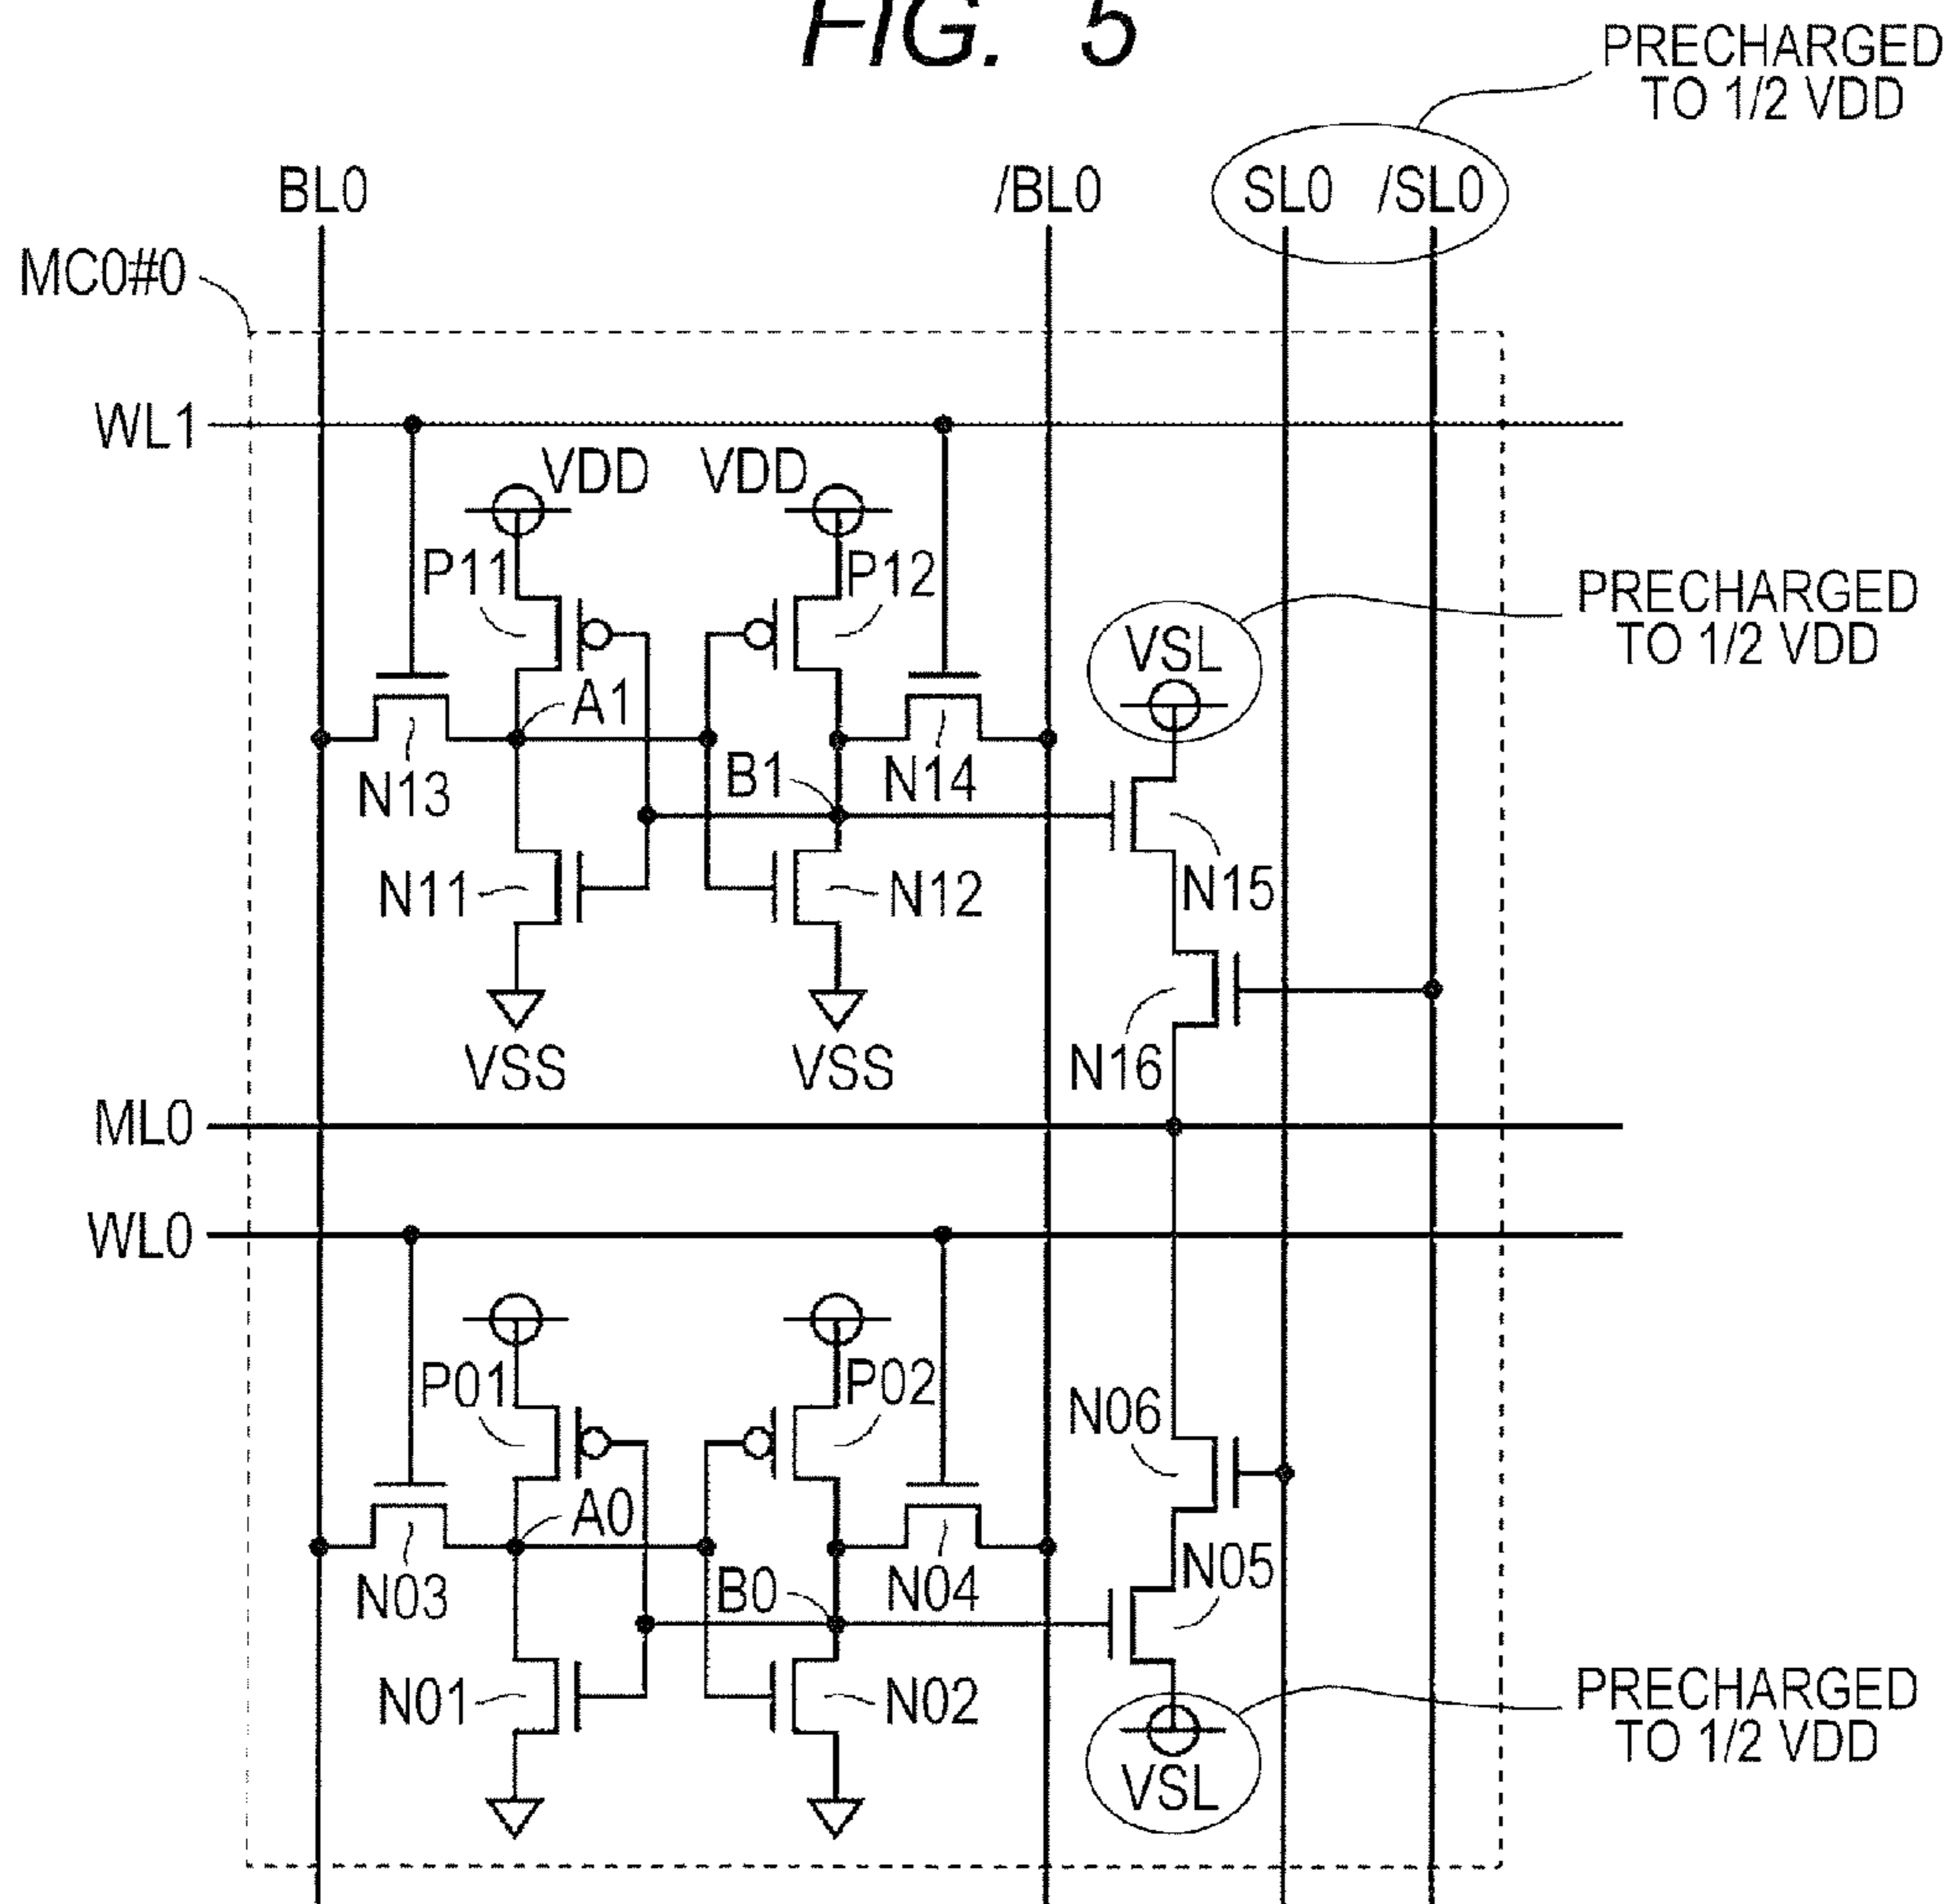 FIG. 5
PRECHARGED
TO 1/2 VDD
BL0
/BL0
SL0
/SL0
MC0#0
WL1
VDD
VDD
P11
P12
PRECHARGED
TO 1/2 VDD
VSL
A1
N13
B1
N14
N11
N12
N15
VSS
VSS
N16
ML0
WL0
P01
P02
N06
A0
N03
B0
N04
N05
N01
N02
PRECHARGED
TO 1/2 VDD
VSL